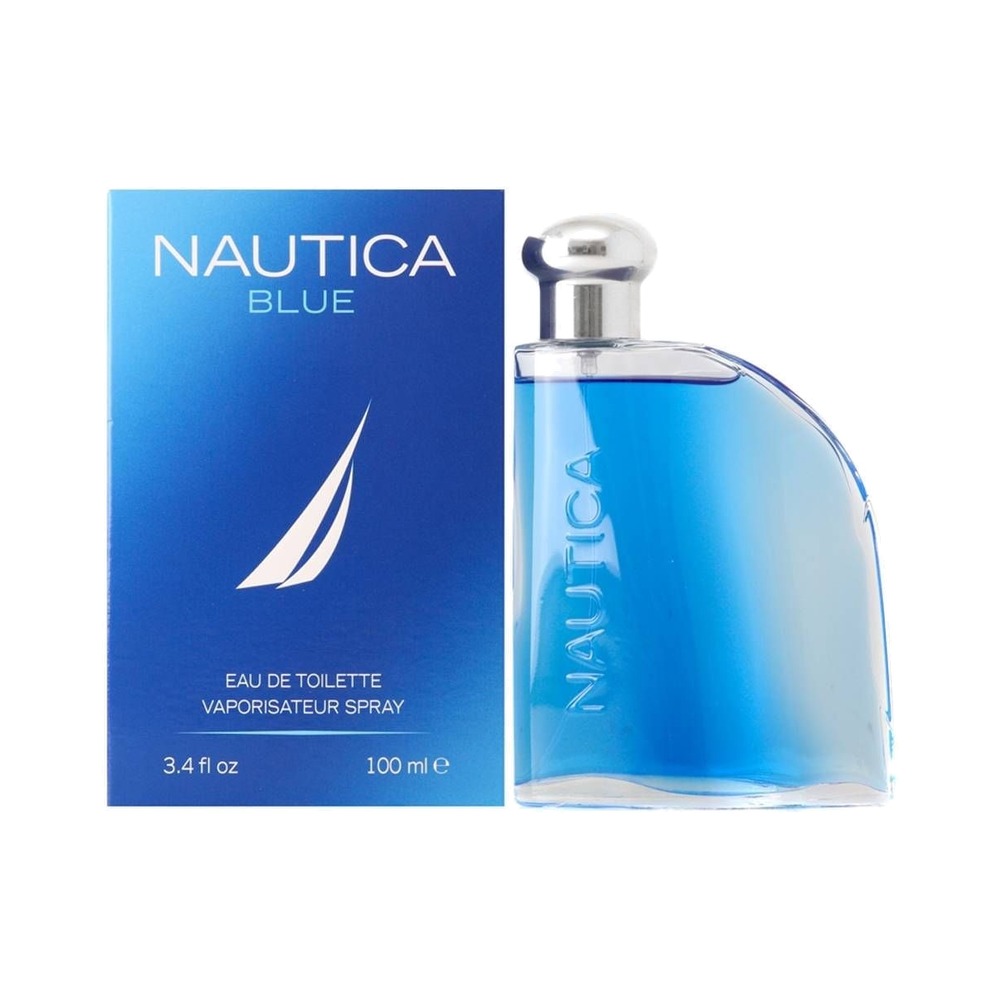 NAUTICA
BLUE
EAU DE TOILETTE
VAPORISATEUR SPRAY
3.4 fl oz 100 ml ℮
NAUTICA